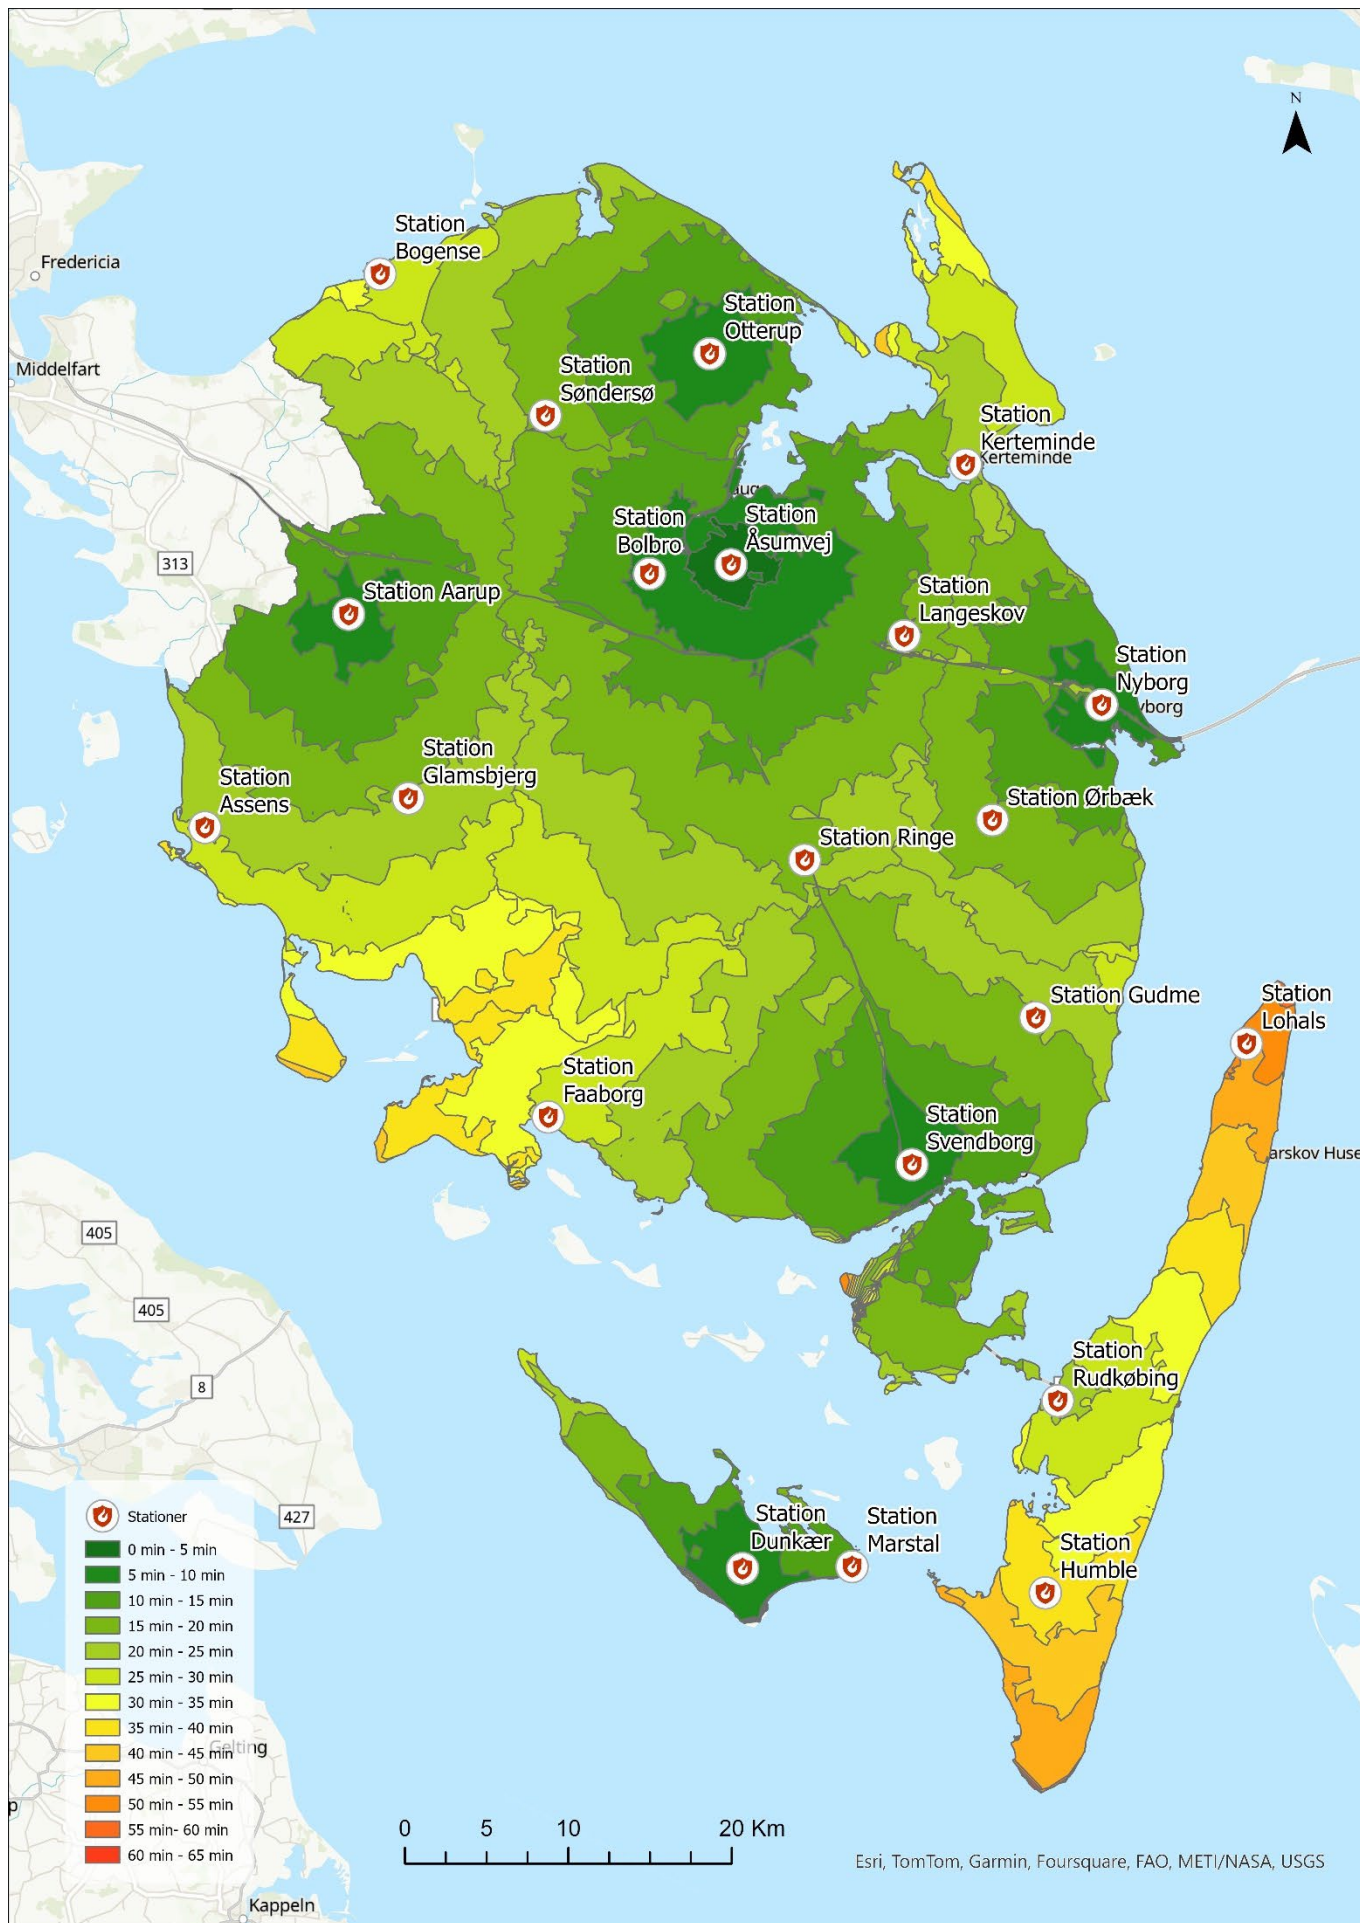 N
Station
Bogense
Fredericia
Station
Otterup
Middelfart
Station
Søndersø
Station
Kerteminde
Kerteminde
Station
Bolbro
Station
Åsumvej
313
Station Aarup
Station
Langeskov
Station
Nyborg
yborg
Station
Glamsbjerg
Station
Assens
Station Ørbæk
Station Ringe
Station Gudme
Station
Lohals
Station
Faaborg
Station
Svendborg
arskov Huse
405
405
Station
Rudkøbing
8
427
Station
Dunkær
Station
Marstal
Station
Humble
Stationer
0 min - 5 min
5 min - 10 min
10 min - 15 min
15 min - 20 min
20 min - 25 min
25 min - 30 min
30 min - 35 min
35 min - 40 min
40 min - 45 min
Gelting
45 min - 50 min
50 min - 55 min
55 min- 60 min
60 min - 65 min
p
0 5 10 20 Km
Esri, TomTom, Garmin, Foursquare, FAO, METI/NASA, USGS
Kappeln